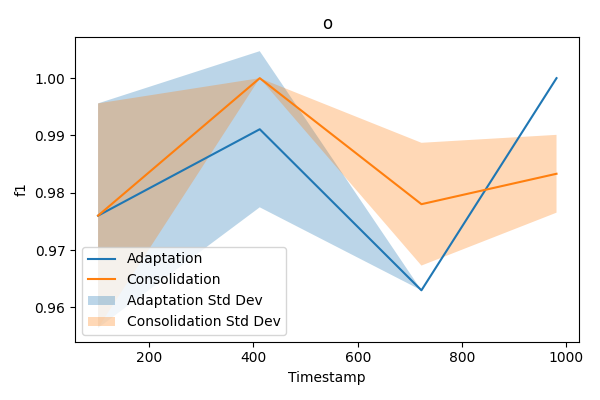 o
1.00
0.99
0.98
0.97
0.96
f1
Adaptation
Consolidation
Adaptation Std Dev
Consolidation Std Dev
200
400
600
800
1000
Timestamp